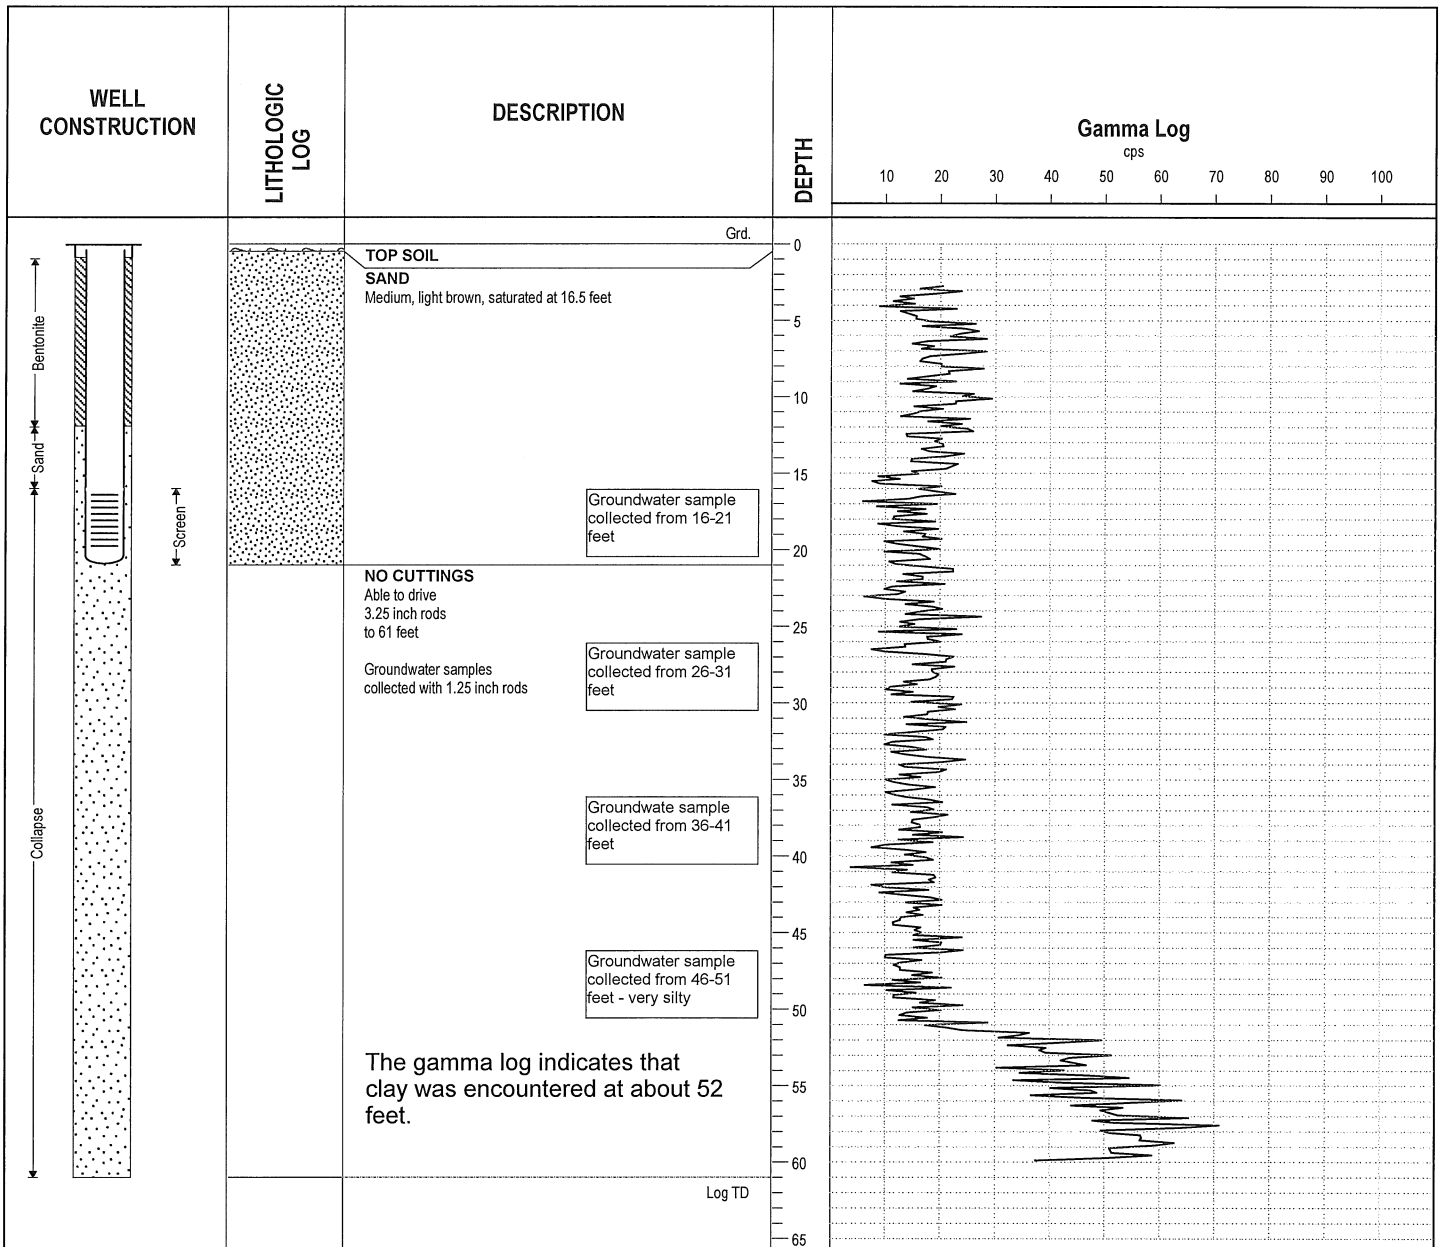 WELL
CONSTRUCTION
LITHOLOGIC
LOG
DESCRIPTION
DEPTH
Gamma Log
cps
10 20 30 40 50 60 70 80 90 100
Grd.
0
TOP SOIL
SAND
Medium, light brown, saturated at 16.5 feet
5
Bentonite
10
Sand
15
Groundwater sample
collected from 16-21
feet
Screen
20
NO CUTTINGS
Able to drive
3.25 inch rods
to 61 feet
25
Groundwater sample
collected from 26-31
feet
Groundwater samples
collected with 1.25 inch rods
30
35
Collapse
Groundwate sample
collected from 36-41
feet
40
45
Groundwater sample
collected from 46-51
feet - very silty
50
The gamma log indicates that
clay was encountered at about 52
feet.
55
60
Log TD
65